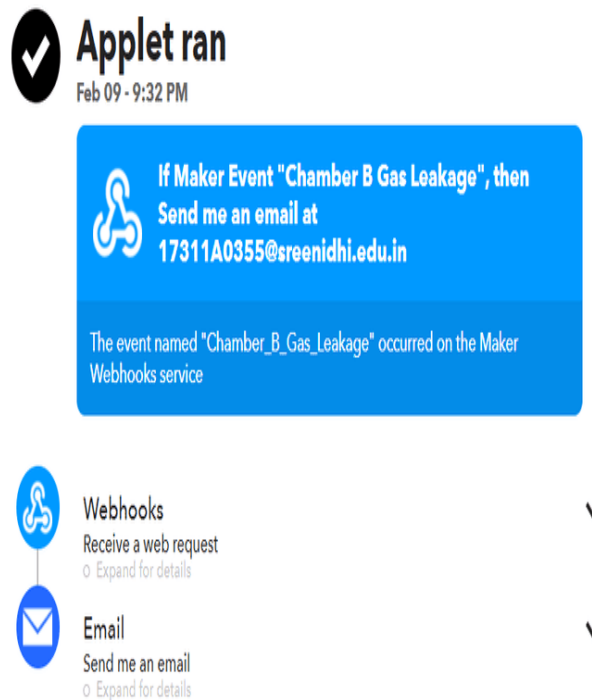 Applet ran
Feb 09 - 9:32 PM
If Maker Event "Chamber B Gas Leakage", then
Send me an email at
17311A0355@sreenidhi.edu.in
The event named "Chamber_B_Gas_Leakage" occurred on the Maker
Webhooks service
Webhooks
Receive a web request
Expand for details
Email
Send me an email
Expand for details